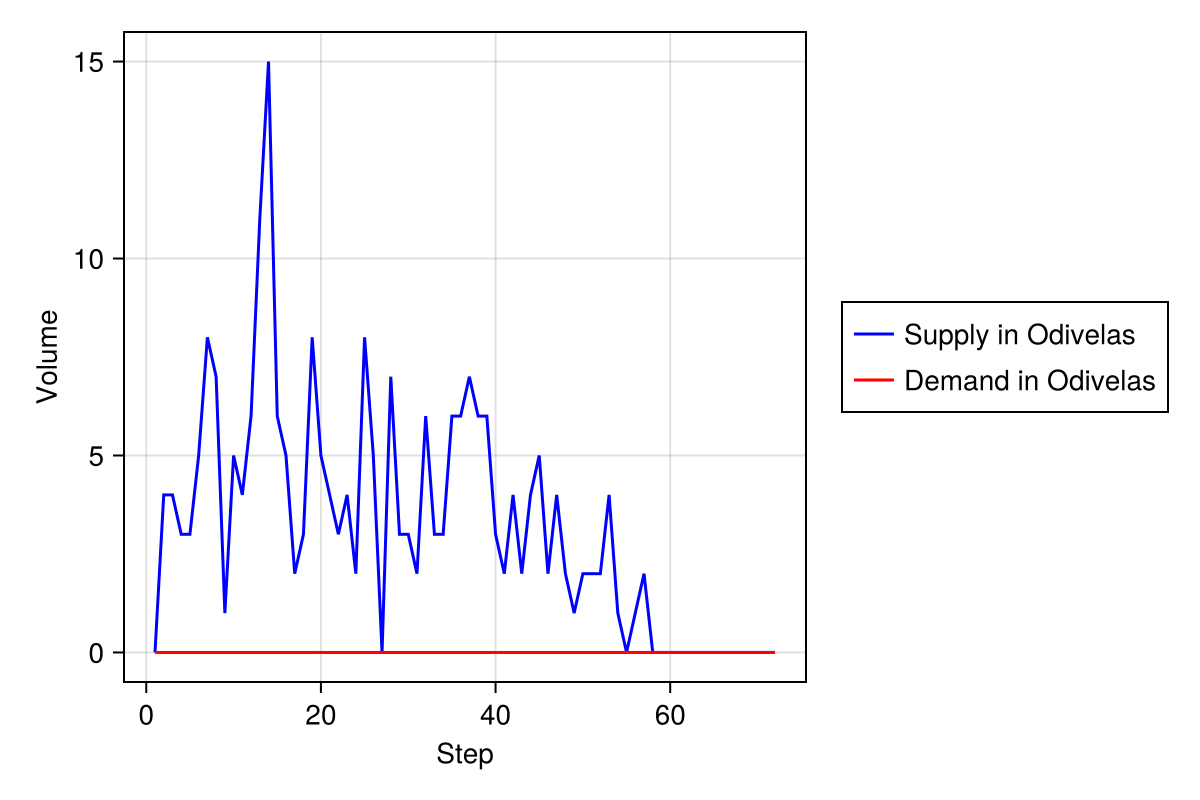 15
10
5
0
Volume
0 20 40 60
Step
Supply in Odivelas
Demand in Odivelas